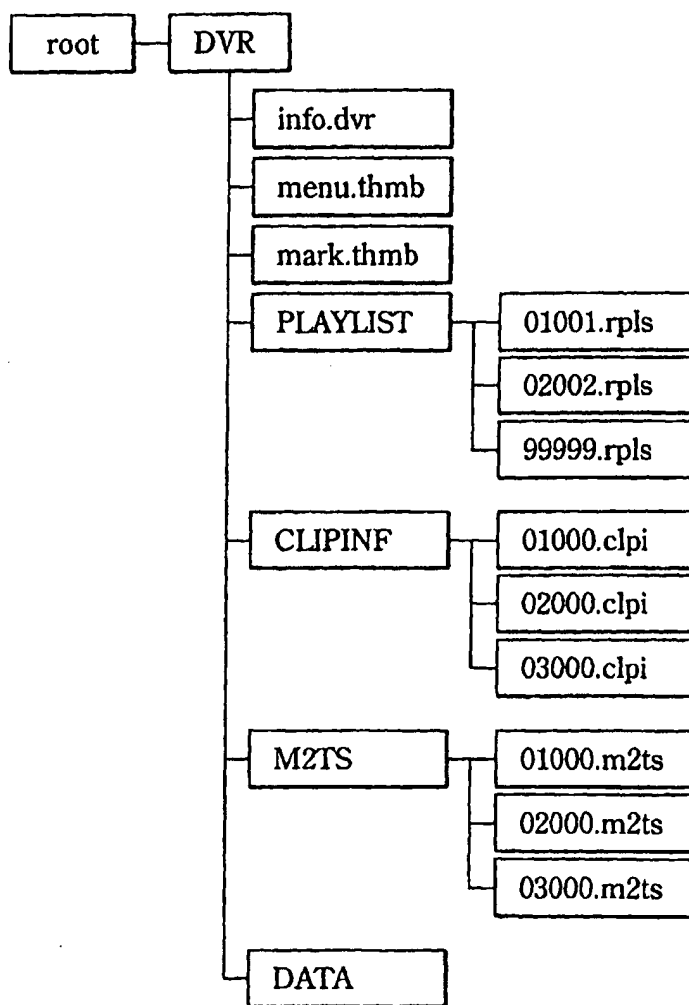 root
DVR
info.dvr
menu.thmb
mark.thmb
PLAYLIST
01001.rpls
02002.rpls
99999.rpls
CLIPINF
01000.clpi
02000.clpi
03000.clpi
M2TS
01000.m2ts
02000.m2ts
03000.m2ts
DATA